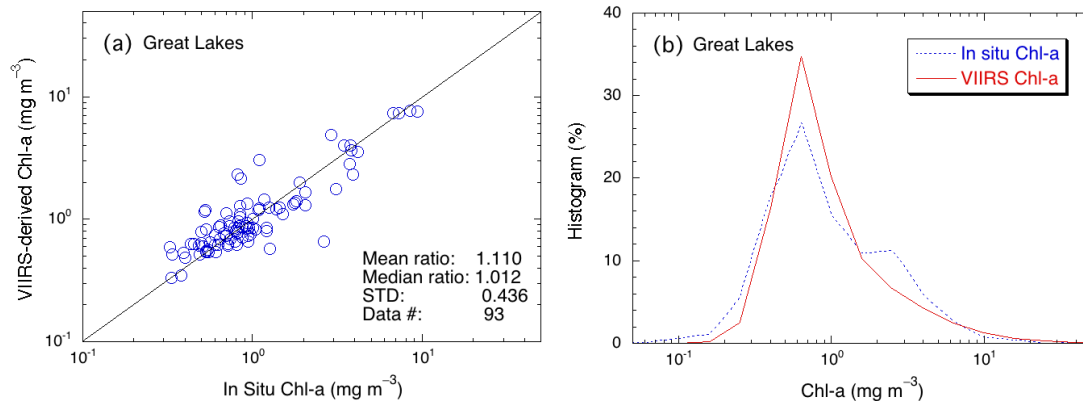 (a) Great Lakes
VIIRS-derived Chl-a (mg m⁻³)
10¹
10⁰
10⁻¹
Mean ratio: 1.110
Median ratio: 1.012
STD: 0.436
Data #: 93
10⁻¹ 10⁰ 10¹
In Situ Chl-a (mg m⁻³)
(b) Great Lakes
In situ Chl-a
VIIRS Chl-a
Histogram (%)
40
30
20
10
0
10⁻¹ 10⁰ 10¹
Chl-a (mg m⁻³)